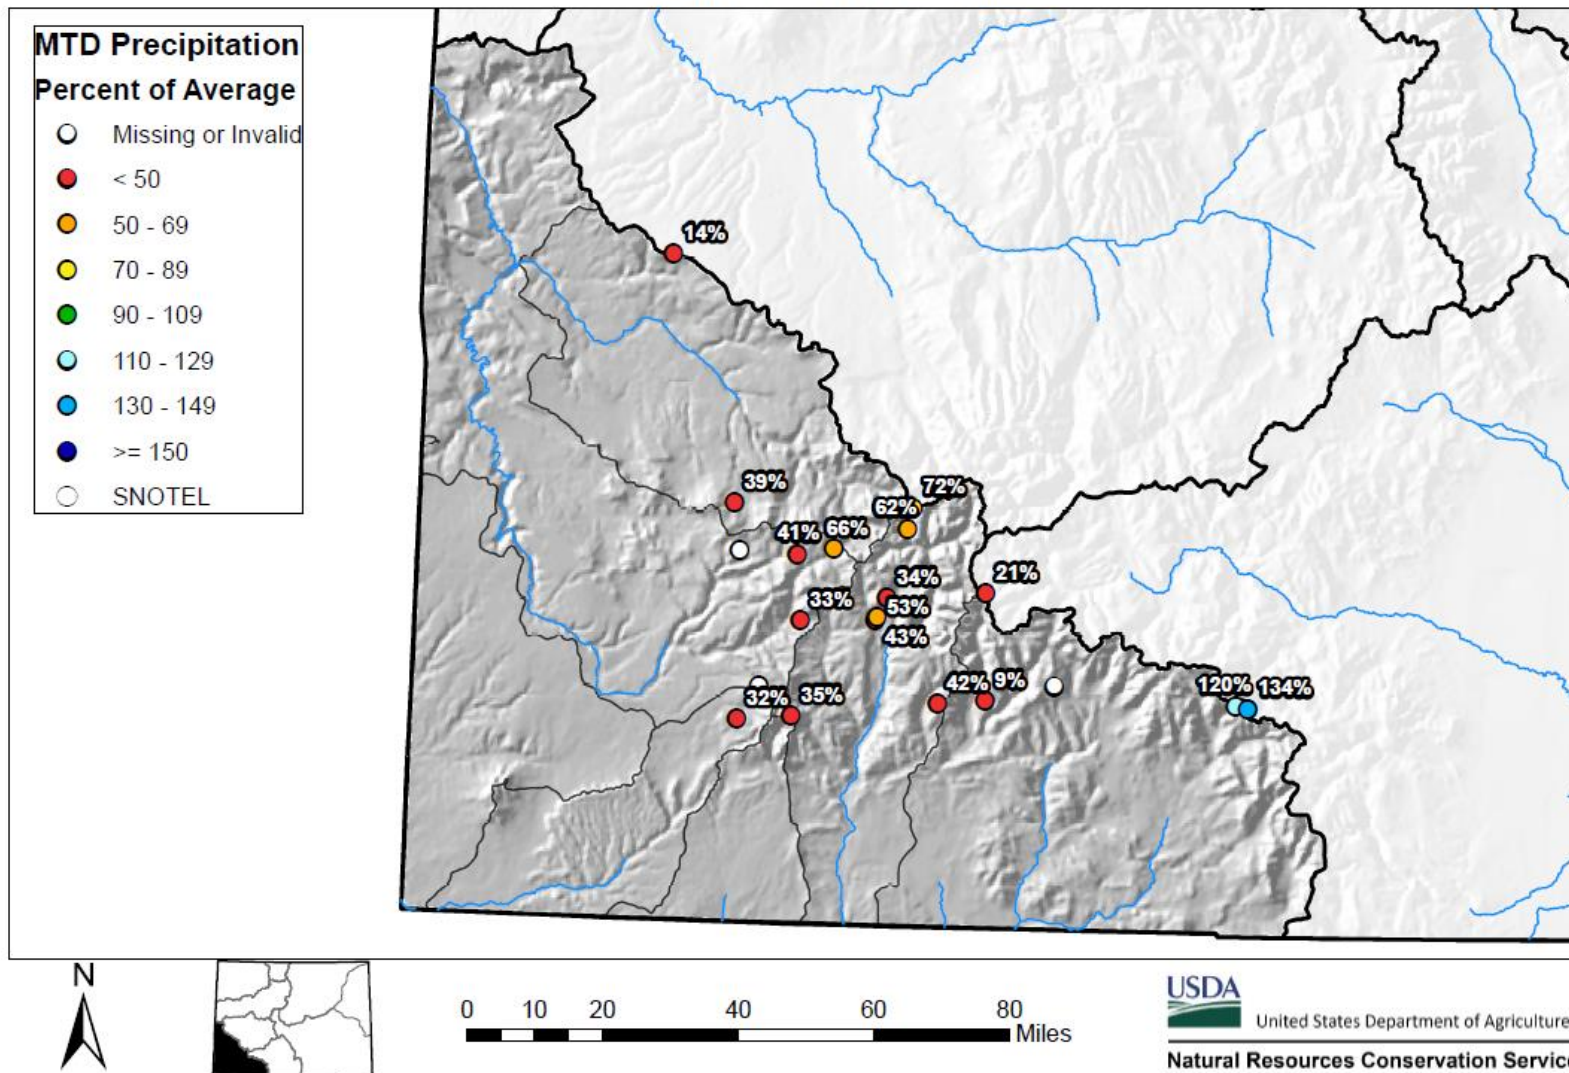 MTD Precipitation
Percent of Average
Missing or Invalid
< 50
50 - 69
70 - 89
90 - 109
110 - 129
130 - 149
>= 150
SNOTEL
14%
39%
72%
62%
41%
66%
34%
21%
33%
53%
43%
42%
9%
32%
35%
120%
134%
N
0 10 20 40 60 80
Miles
USDA
United States Department of Agriculture
Natural Resources Conservation Service